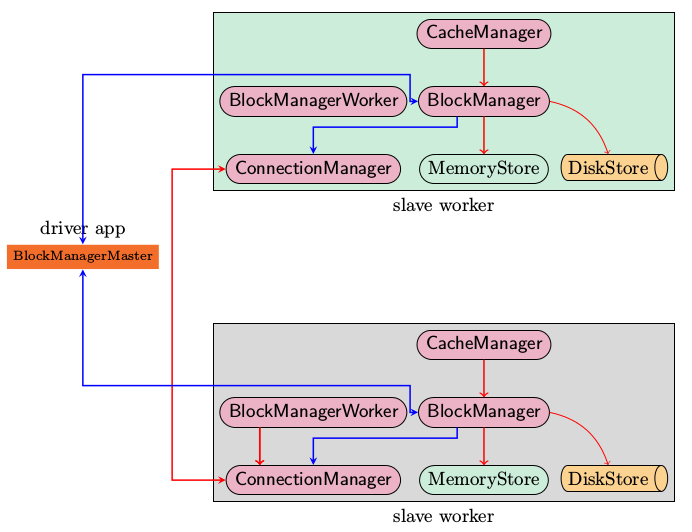 CacheManager
BlockManagerWorker
BlockManager
ConnectionManager
MemoryStore
DiskStore
slave worker
driver app
BlockManagerMaster
CacheManager
BlockManagerWorker
BlockManager
ConnectionManager
MemoryStore
DiskStore
slave worker